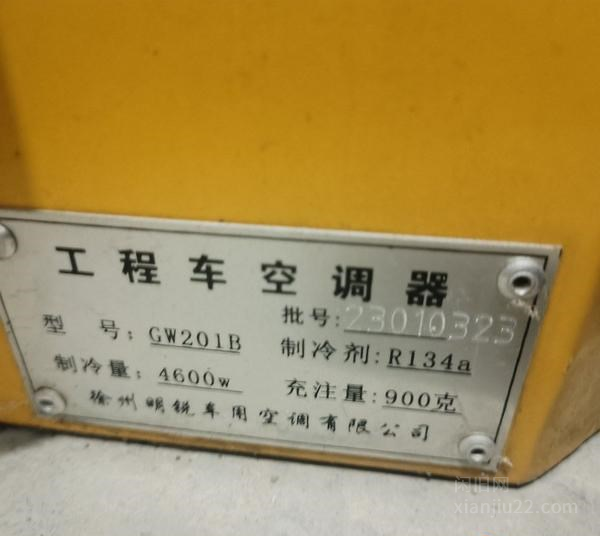 工程车空调器
型号:GW201B
批号:23010323
制冷量:4600w
制冷剂:R134a
充注量:900克
徐州明锐车用空调有限公司
闲旧网
xianjiu22.com